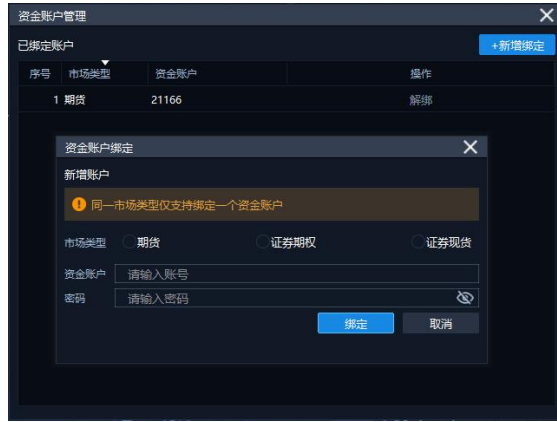 资金账户管理
已绑定账户 +新增绑定
序号 市场类型 资金账户 操作
1 期货 21166 解绑
资金账户绑定
新增账户
同一市场类型仅支持绑定一个资金账户
市场类型 期货 证券期权 证券现货
资金账户 请输入账号
密码 请输入密码
绑定 取消